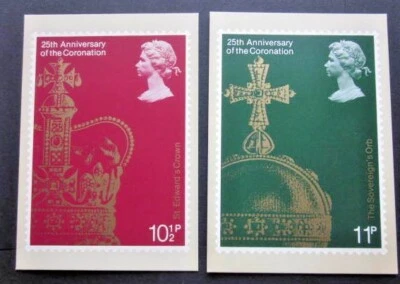 25th Anniversary
of the Coronation
St. Edward's Crown
10½P
25th Anniversary
of the Coronation
The Sovereign's Orb
11P